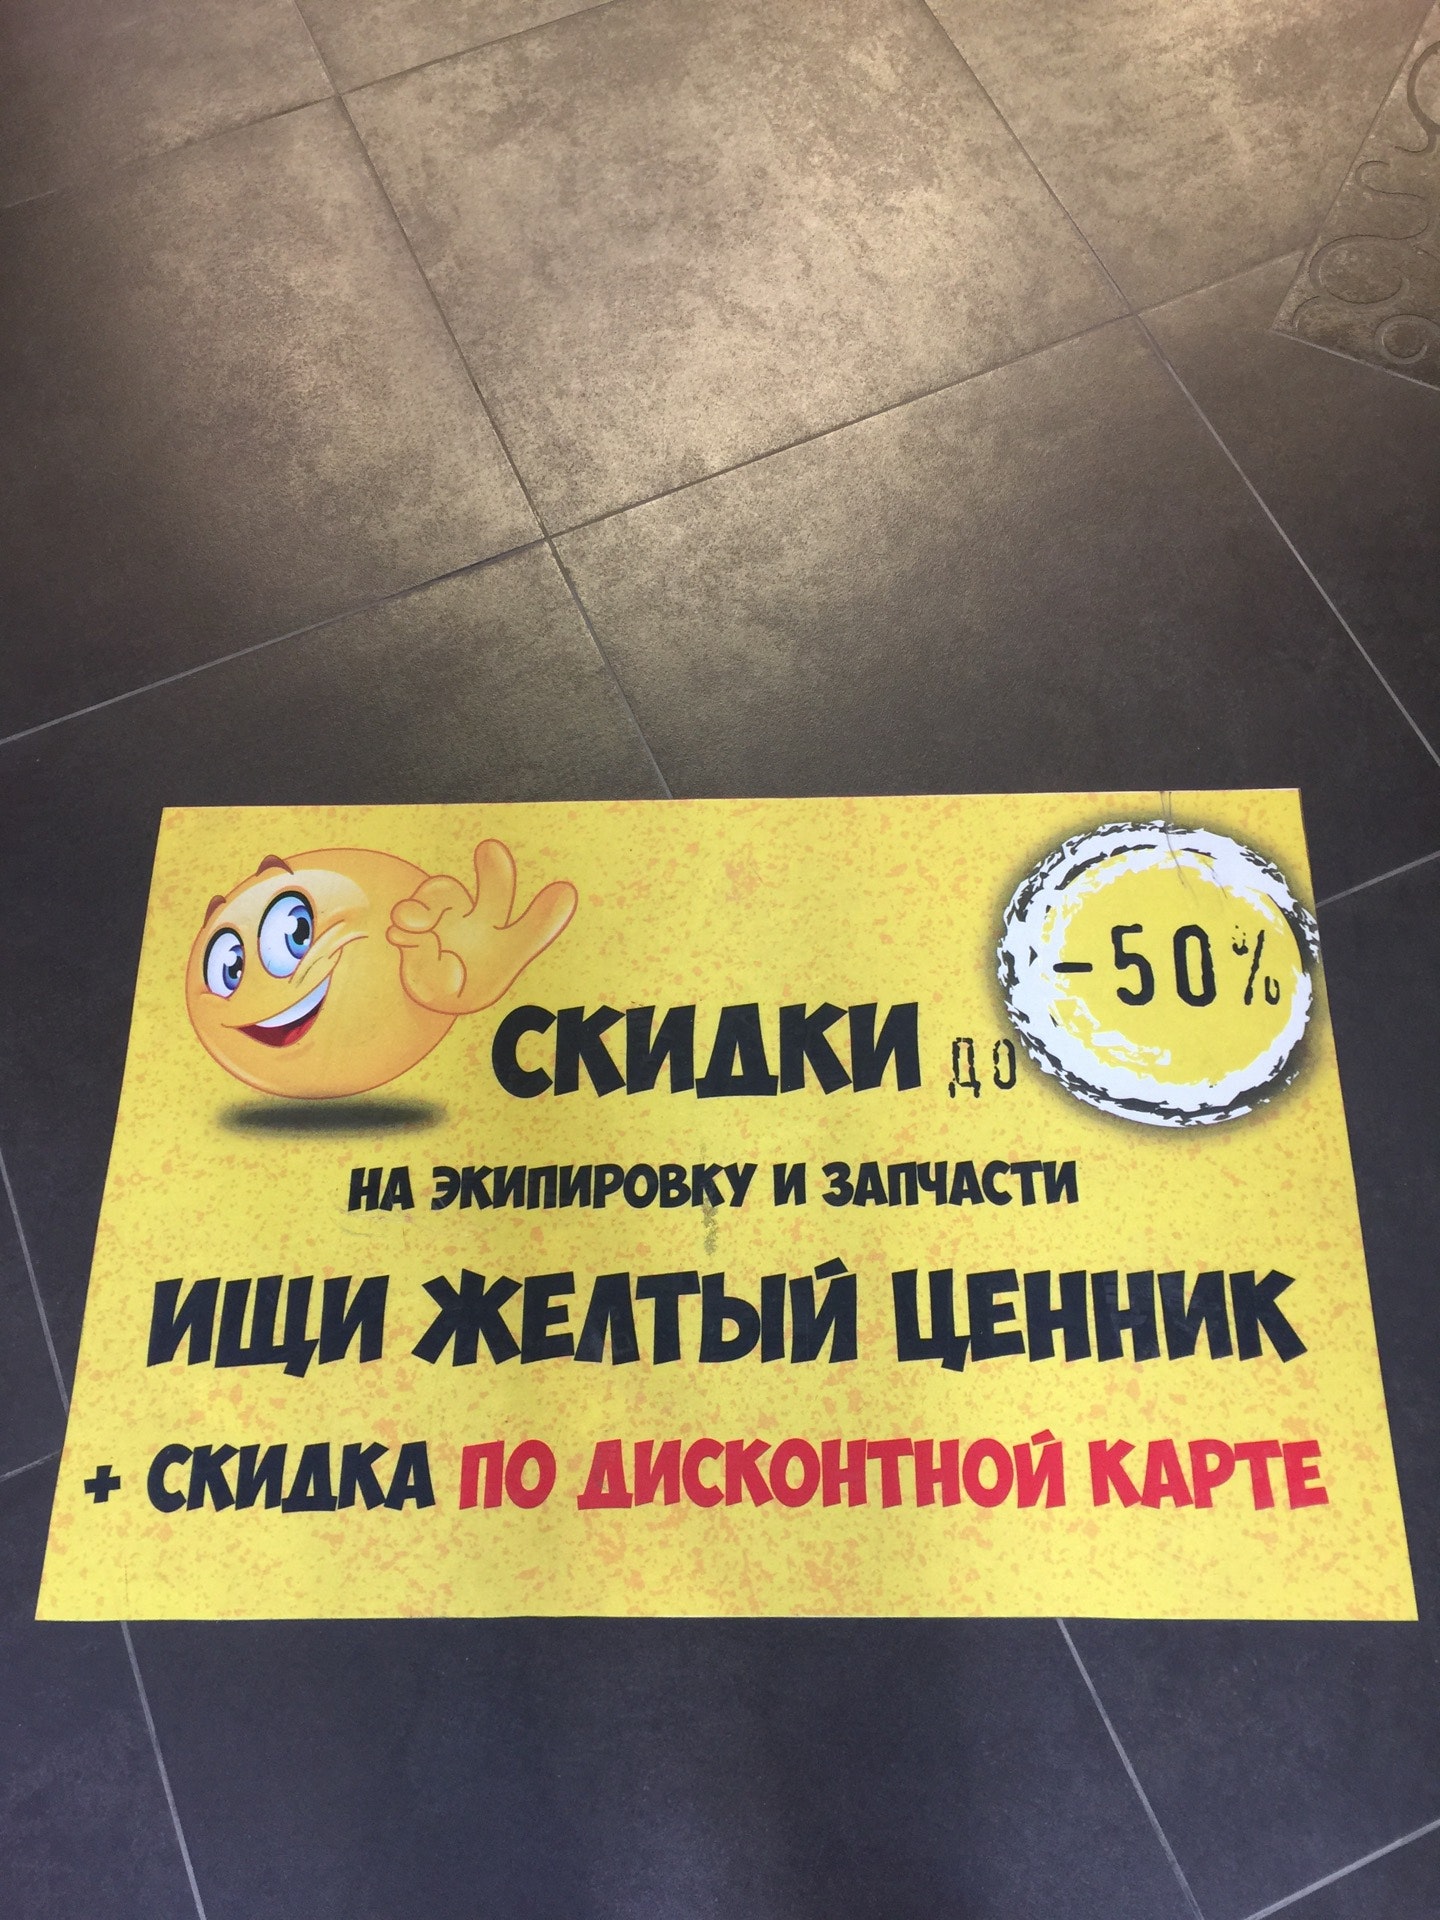 СКИДКИ ДО -50%
НА ЭКИПИРОВКУ И ЗАПЧАСТИ
ИЩИ ЖЕЛТЫЙ ЦЕННИК
+ СКИДКА ПО ДИСКОНТНОЙ КАРТЕ